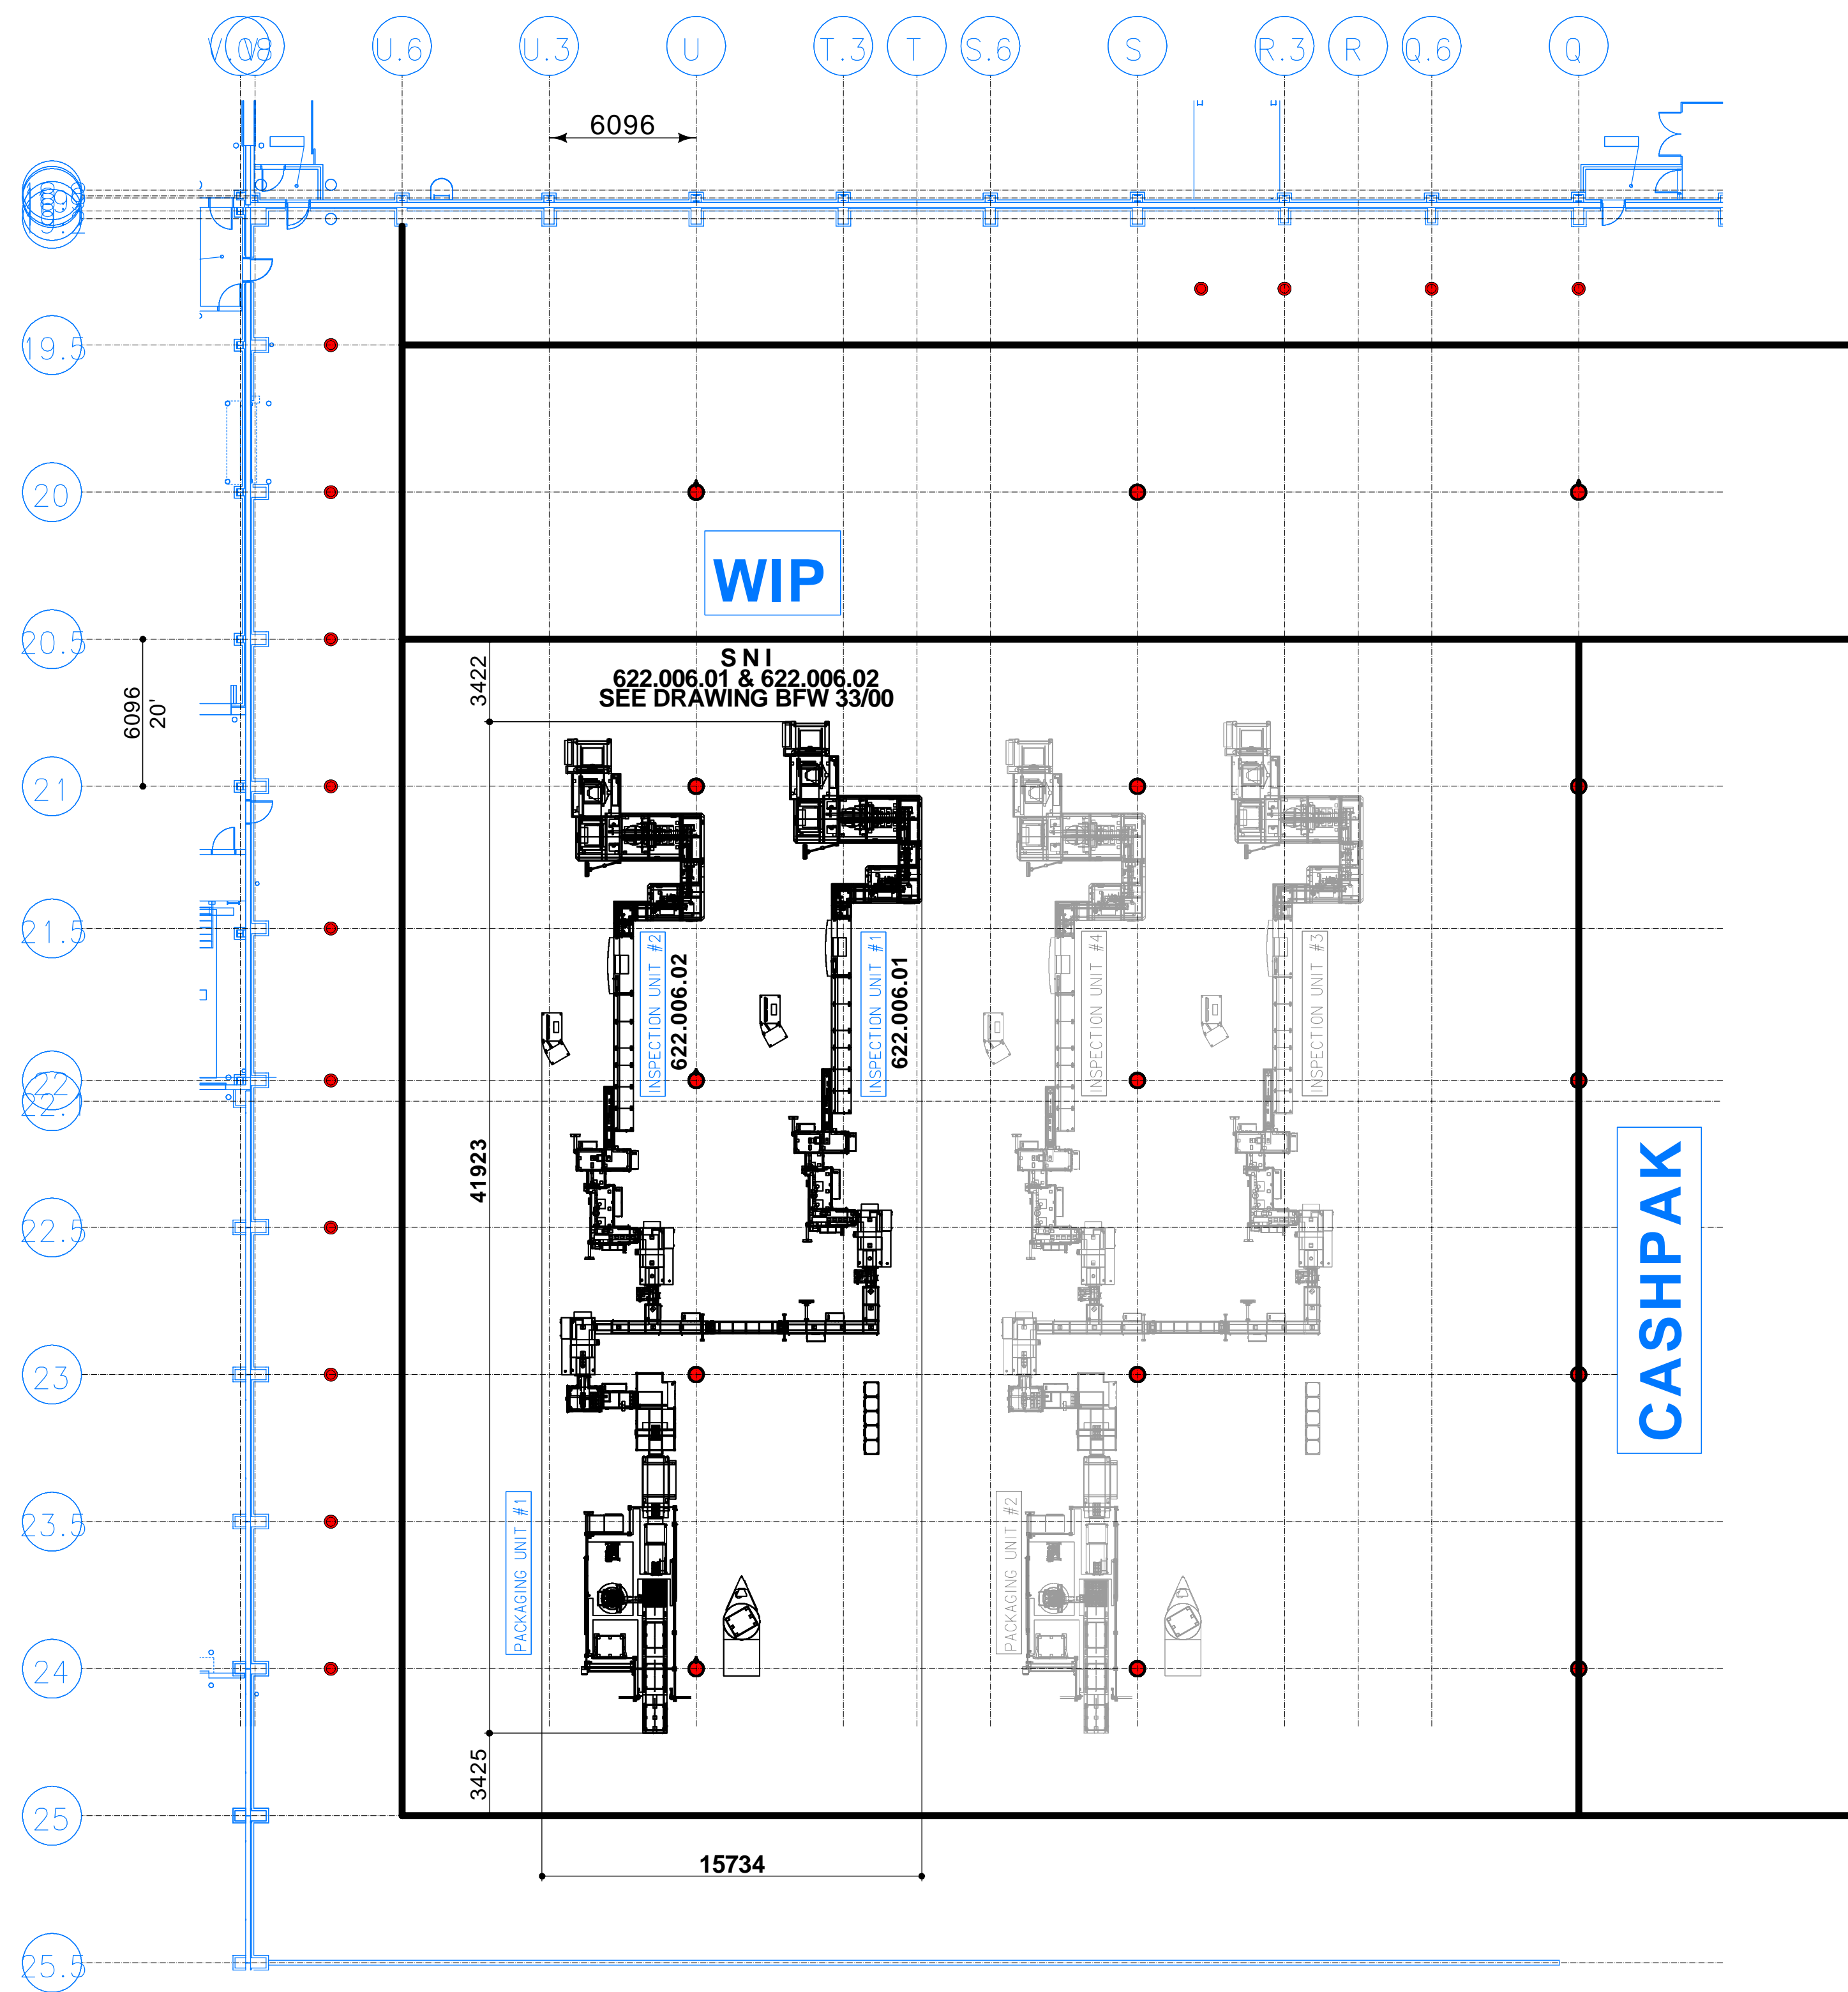 V.8
U.6
U.3
U
T.3
T
S.6
S
R.3
R
Q.6
Q
6096
19.5
20
WIP
20.5
6096
20'
3422
SNI
622.006.01 & 622.006.02
SEE DRAWING BFW 33/00
21
21.5
INSPECTION UNIT #2
622.006.02
INSPECTION UNIT #1
622.006.01
INSPECTION UNIT #4
INSPECTION UNIT #3
22
22.1
41923
CASHPAK
22.5
23
23.5
PACKAGING UNIT #1
PACKAGING UNIT #2
24
3425
25
15734
25.5